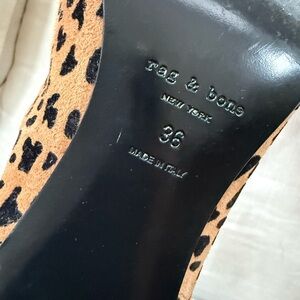 rag & bone
NEW YORK
36
MADE IN ITALY